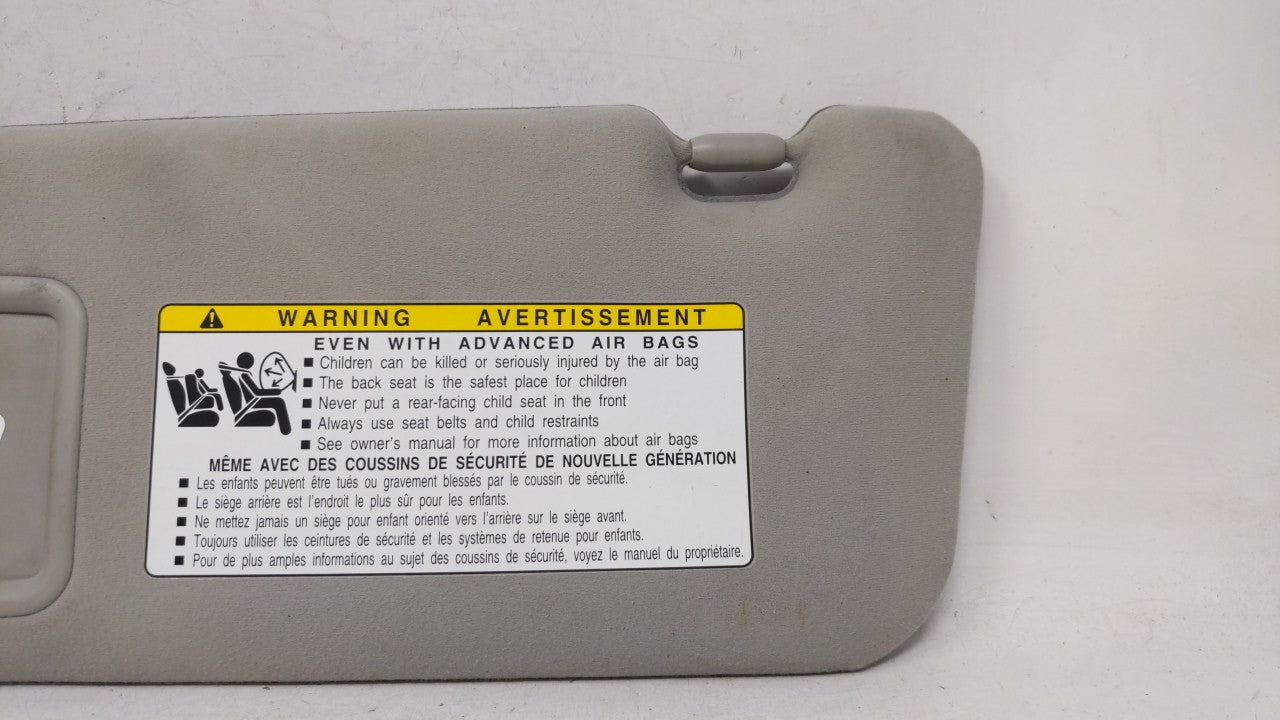 WARNING AVERTISSEMENT
EVEN WITH ADVANCED AIR BAGS
■ Children can be killed or seriously injured by the air bag
■ The back seat is the safest place for children
■ Never put a rear-facing child seat in the front
■ Always use seat belts and child restraints
■ See owner's manual for more information about air bags
MÊME AVEC DES COUSSINS DE SÉCURITÉ DE NOUVELLE GÉNÉRATION
■ Les enfants peuvent être tués ou gravement blessés par le coussin de sécurité.
■ Le siège arrière est l'endroit le plus sûr pour les enfants.
■ Ne mettez jamais un siège pour enfant orienté vers l'arrière sur le siège avant.
■ Toujours utiliser les ceintures de sécurité et les systèmes de retenue pour enfants.
■ Pour de plus amples informations au sujet des coussins de sécurité, voyez le manuel du propriétaire.